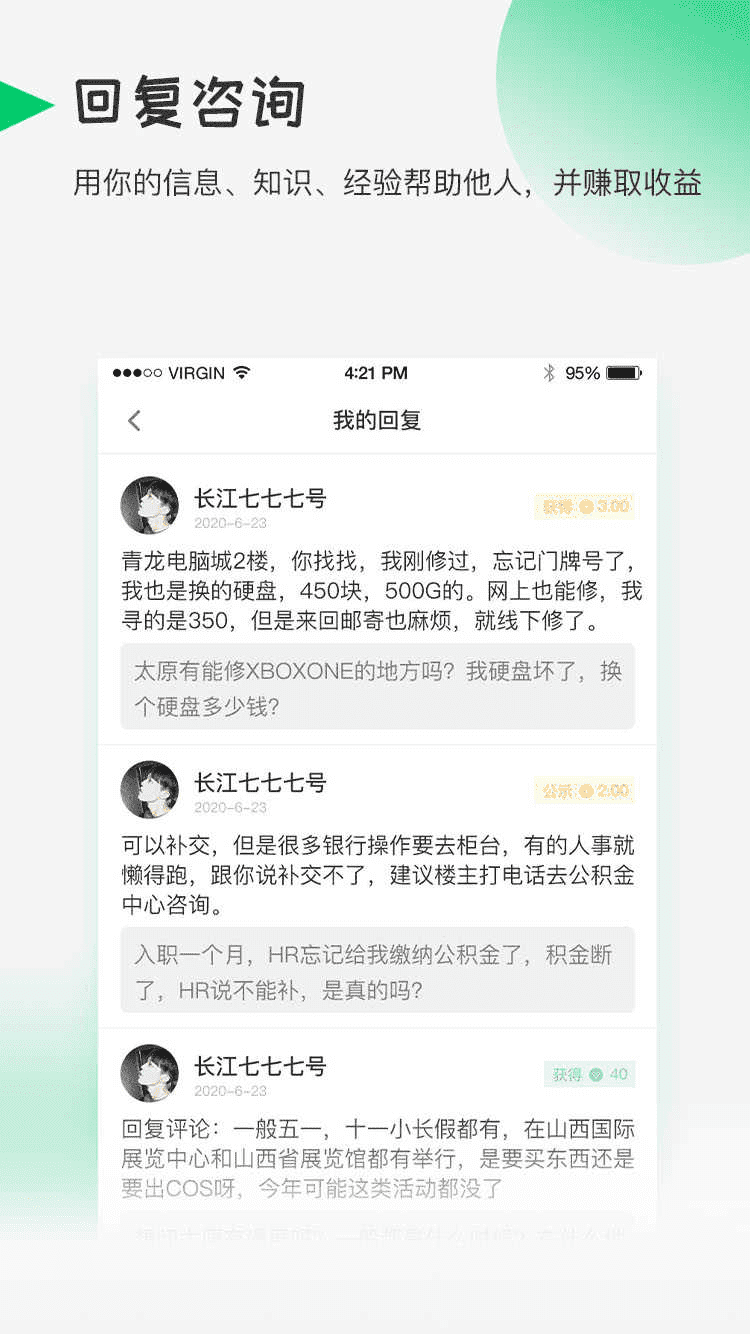 回复咨询
用你的信息、知识、经验帮助他人，并赚取收益
VIRGIN 4:21 PM 95%
我的回复
长江七七七号
获得 3.00
2020-6-23
青龙电脑城2楼，你找找，我刚修过，忘记门牌号了，
我也是换的硬盘，450块，500G的。网上也能修，我
寻的是350，但是来回邮寄也麻烦，就线下修了。
太原有能修XBOXONE的地方吗？我硬盘坏了，换
个硬盘多少钱？
长江七七七号
公示 2.00
2020-6-23
可以补交，但是很多银行操作要去柜台，有的人事就
懒得跑，跟你说补交不了，建议楼主打电话去公积金
中心咨询。
入职一个月，HR忘记给我缴纳公积金了，积金断
了，HR说不能补，是真的吗？
长江七七七号
获得 40
2020-6-23
回复评论：一般五一，十一小长假都有，在山西国际
展览中心和山西省展览馆都有举行，是要买东西还是
要出COS呀，今年可能这类活动都没了